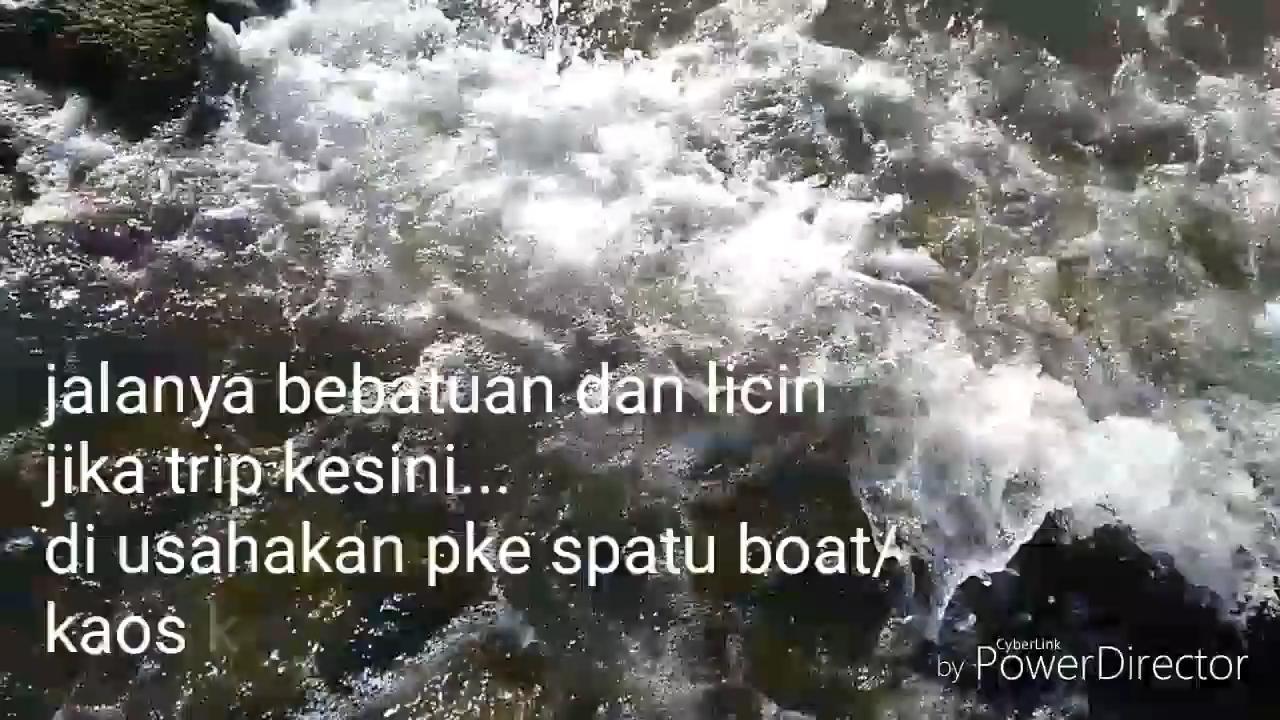 jalanya bebatuan dan licin
jika trip kesini...
di usahakan pke spatu boat/
kaos k
CyberLink
by PowerDirector